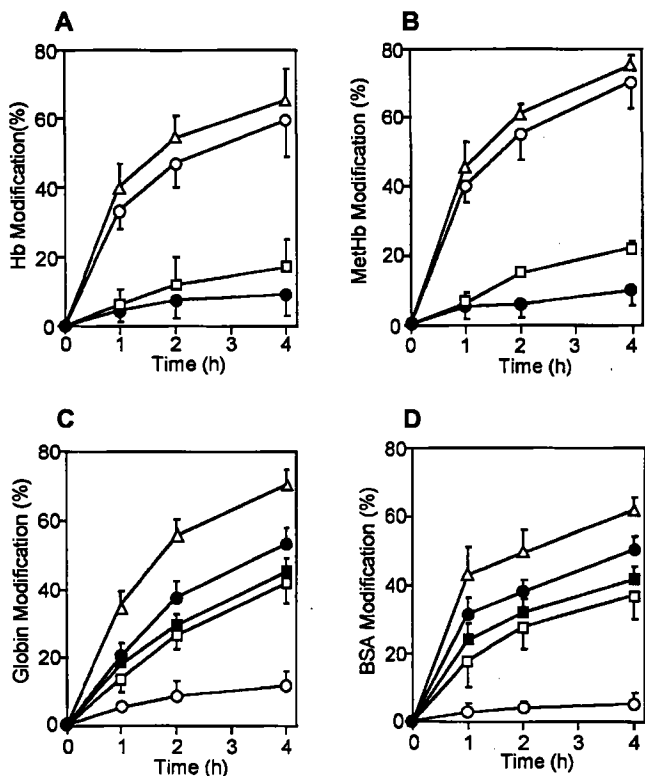 A
80
60
40
20
0
Hb Modification(%)
0 1 2 3 4
Time (h)
B
80
60
40
20
0
MetHb Modification (%)
0 1 2 3 4
Time (h)
C
80
60
40
20
0
Globin Modification (%)
0 1 2 3 4
Time (h)
D
80
60
40
20
0
BSA Modification (%)
0 1 2 3 4
Time (h)